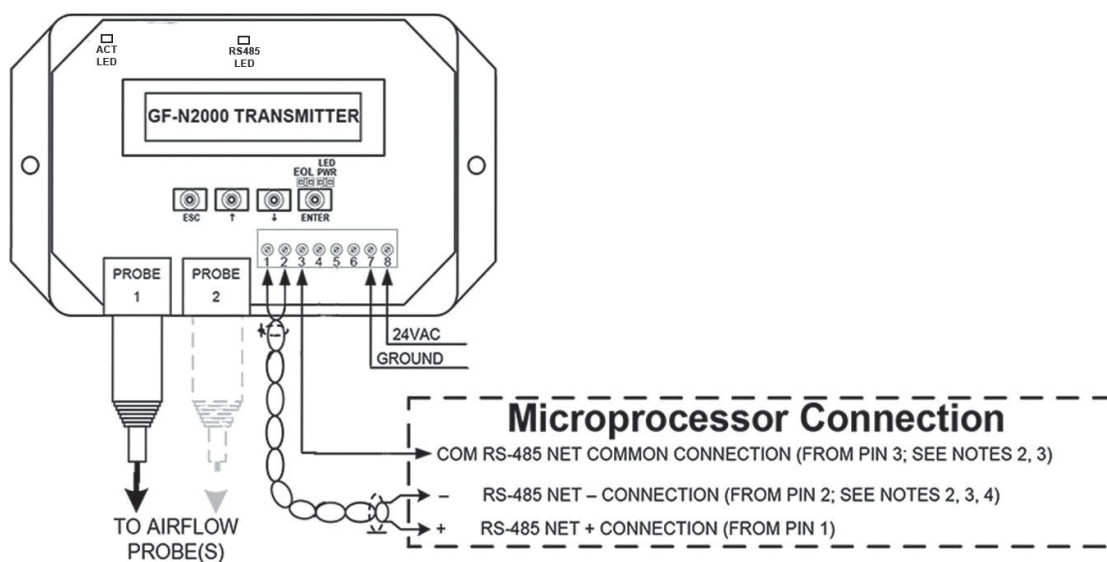 ACT
LED
RS485
LED
GF-N2000 TRANSMITTER
LED
EOL PWR
ESC ↑ ↓ ENTER
1 2 3 4 5 6 7 8
PROBE
1
PROBE
2
24VAC
GROUND
Microprocessor Connection
COM RS-485 NET COMMON CONNECTION (FROM PIN 3; SEE NOTES 2, 3)
– RS-485 NET – CONNECTION (FROM PIN 2; SEE NOTES 2, 3, 4)
+ RS-485 NET + CONNECTION (FROM PIN 1)
TO AIRFLOW
PROBE(S)